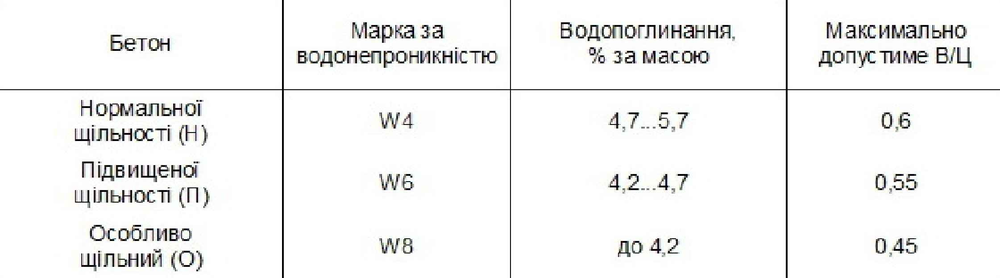 Бетон
Марка за
водонепроникністю
Водопоглинання,
% за масою
Максимально
допустиме В/Ц
Нормальної
щільності (Н)
W4
4,7...5,7
0,6
Підвищеної
щільності (П)
W6
4,2...4,7
0,55
Особливо
щільний (О)
W8
до 4,2
0,45